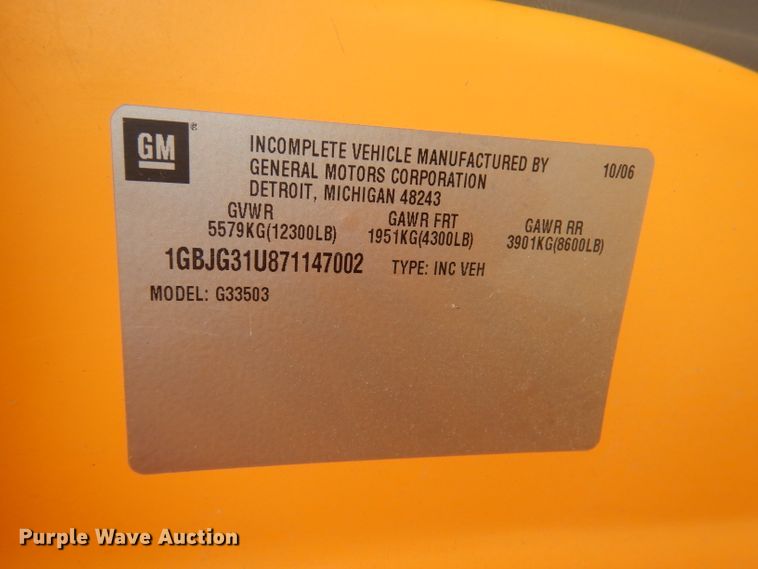 GM®
INCOMPLETE VEHICLE MANUFACTURED BY
GENERAL MOTORS CORPORATION
DETROIT, MICHIGAN 48243
10/06
GVWR GAWR FRT GAWR RR
5579KG(12300LB) 1951KG(4300LB) 3901KG(8600LB)
1GBJG31U871147002 TYPE: INC VEH
MODEL: G33503
Purple Wave Auction